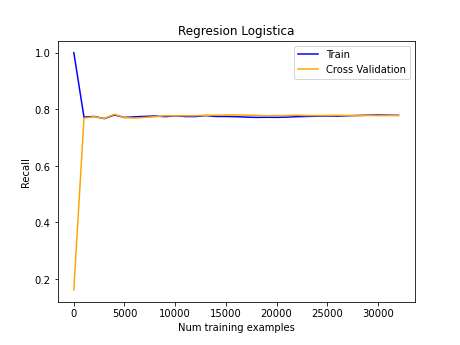 Regresion Logistica
Train
Cross Validation
Recall
1.0
0.8
0.6
0.4
0.2
0
5000
10000
15000
20000
25000
30000
Num training examples